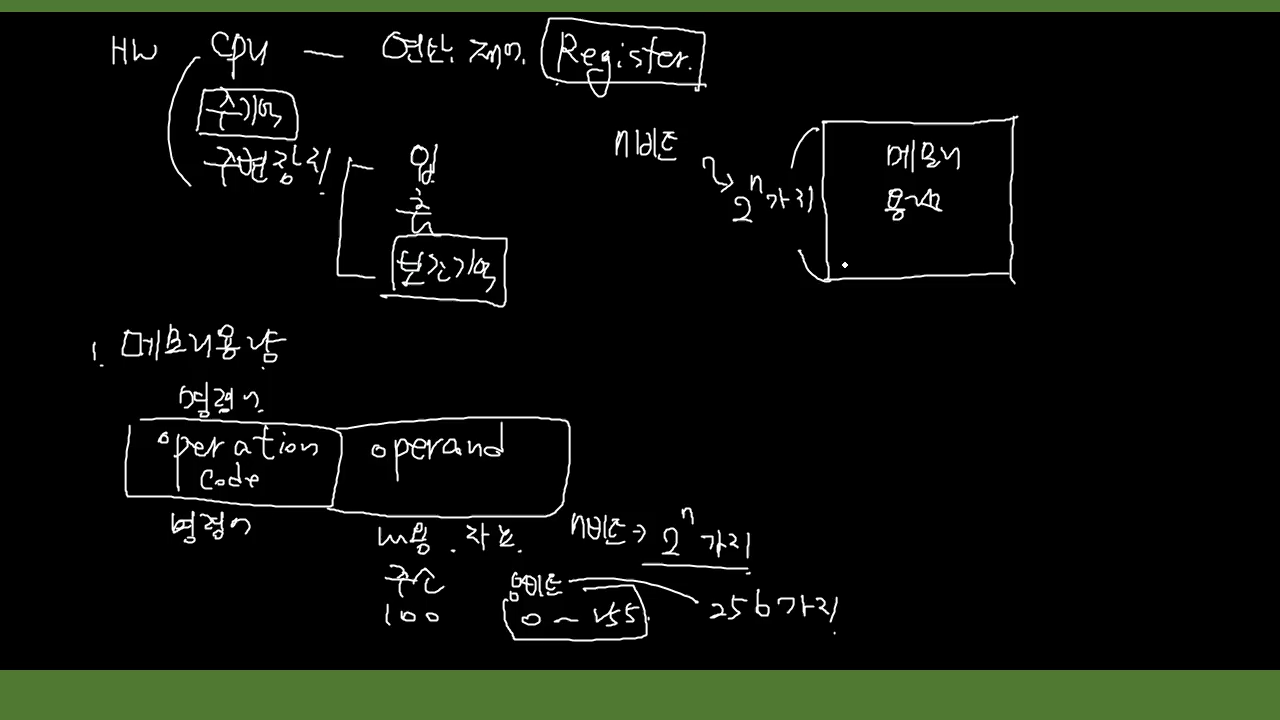 HW CPU — 연산. 제어. Register.
주기억
주변장치. 입
출
보조기억
n비트 → 2ⁿ가지
메모리
용량
1. 메모리용량
명령어
operation code operand
명령어
내용. 자료.
주소
100
n비트 → 2ⁿ가지
8비트
0 ~ 255
256가지.